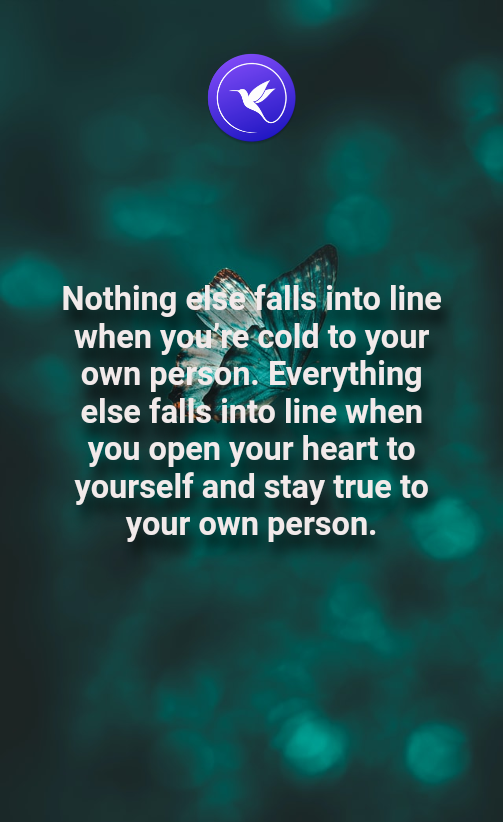 Nothing else falls into line
when you're cold to your
own person. Everything
else falls into line when
you open your heart to
yourself and stay true to
your own person.